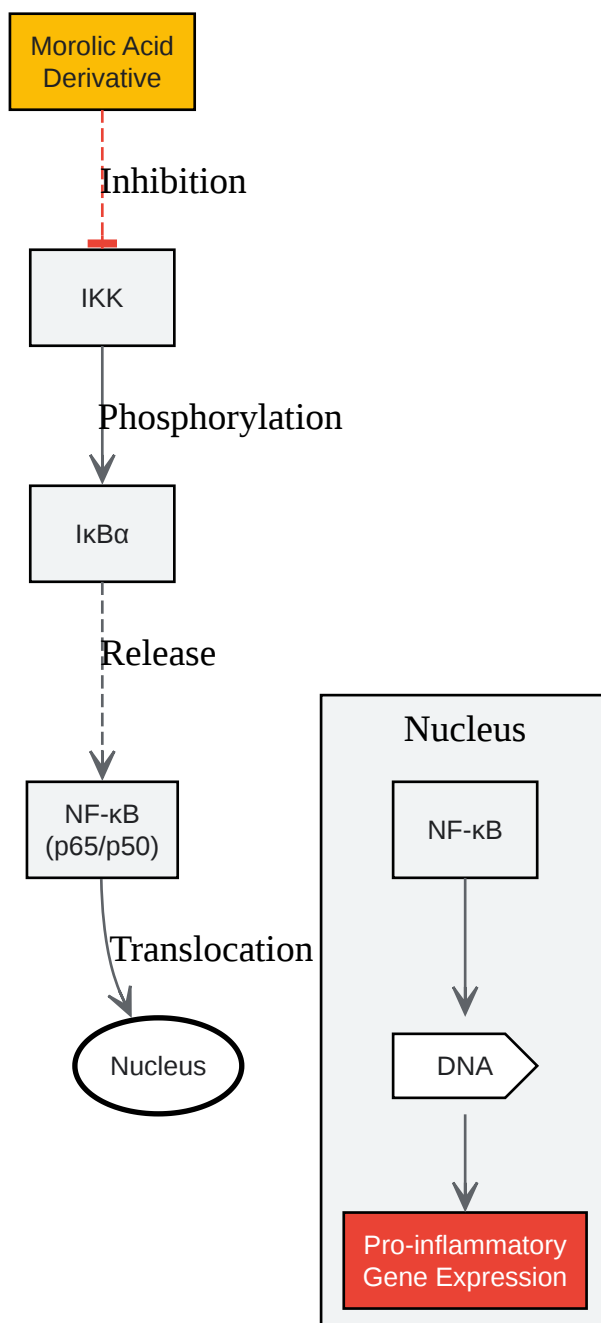 Morolic Acid
Derivative
Inhibition
IKK
Phosphorylation
IκBα
Release
NF-κB
(p65/p50)
Translocation
Nucleus
Nucleus
NF-κB
DNA
Pro-inflammatory
Gene Expression